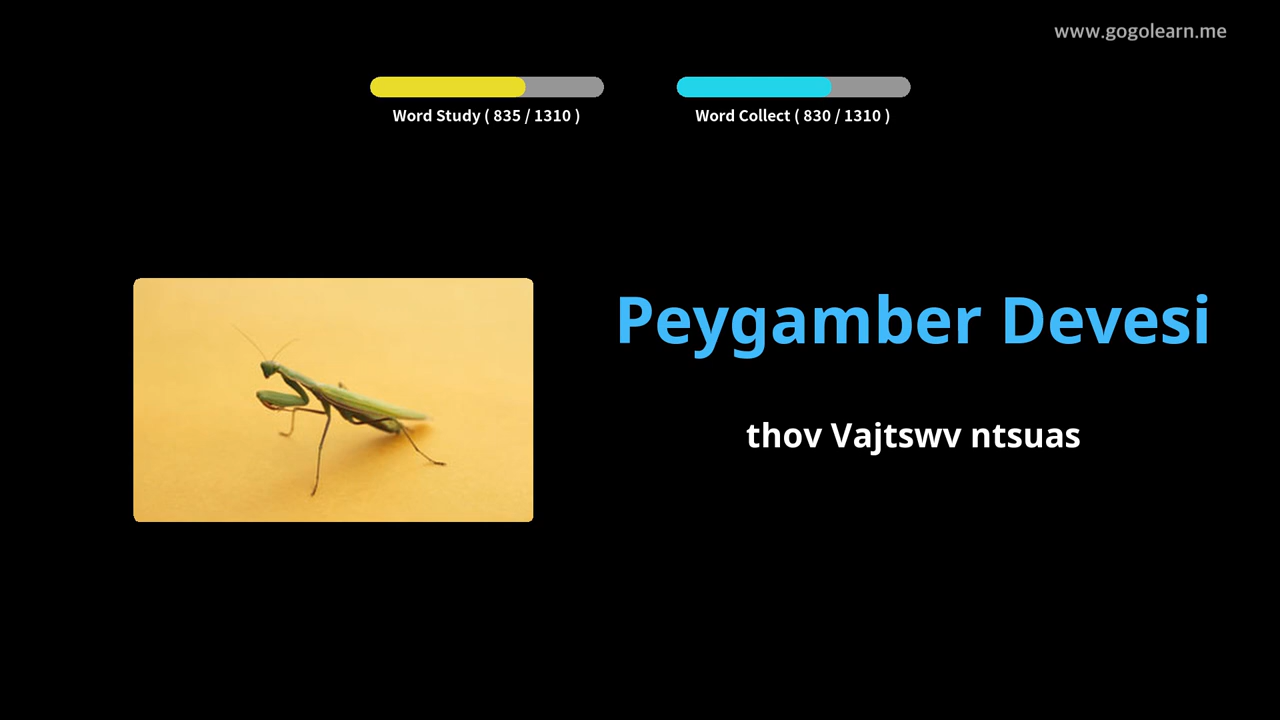 www.gogolearn.me
Word Study ( 835 / 1310 )
Word Collect ( 830 / 1310 )
Peygamber Devesi
thov Vajtswv ntsuas